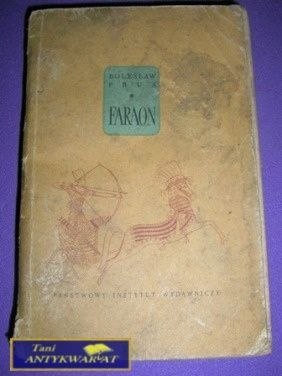 BOLESŁAW
PRUS
FARAON
PAŃSTWOWY INSTYTUT WYDAWNICZY
Tani
ANTYKWARIAT